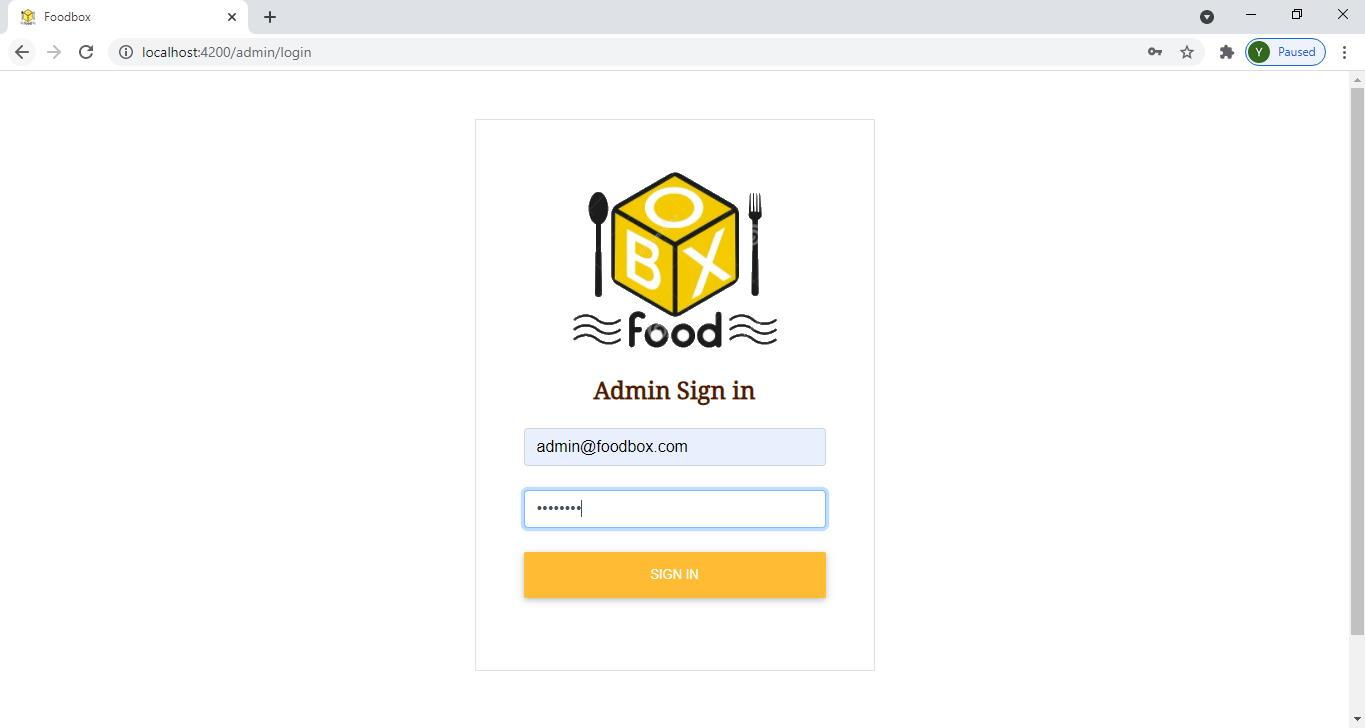 Foodbox
localhost:4200/admin/login
Y Paused
O
B X
food
Admin Sign in
admin@foodbox.com
••••••••
SIGN IN